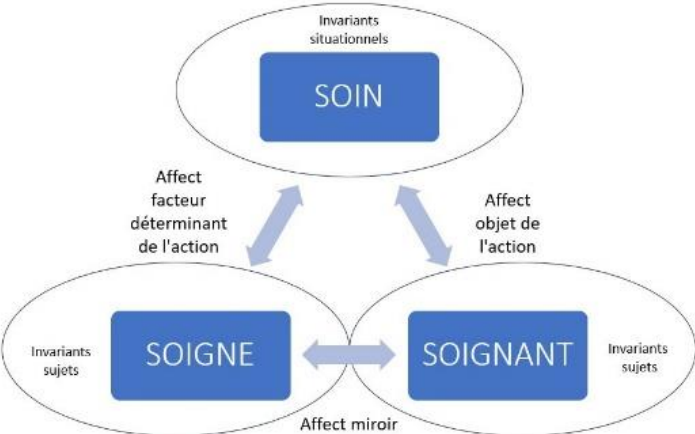 Invariants
situationnels
SOIN
Affect
facteur
déterminant
de l'action
Affect
objet de
l'action
Invariants
sujets
SOIGNE
SOIGNANT
Invariants
sujets
Affect miroir